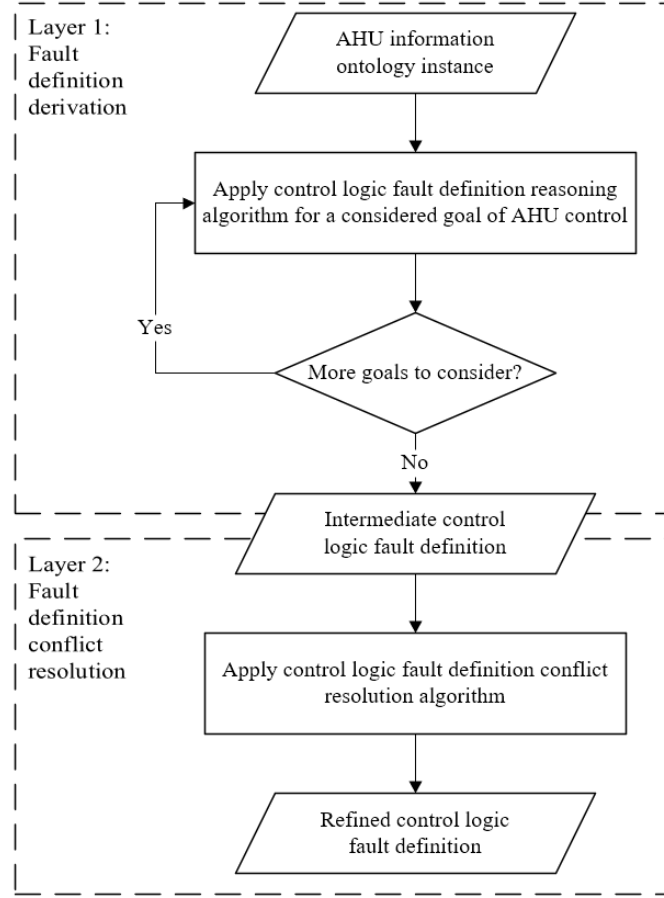 Layer 1:
Fault
definition
derivation
AHU information
ontology instance
Apply control logic fault definition reasoning
algorithm for a considered goal of AHU control
Yes
More goals to consider?
No
Intermediate control
logic fault definition
Layer 2:
Fault
definition
conflict
resolution
Apply control logic fault definition conflict
resolution algorithm
Refined control logic
fault definition